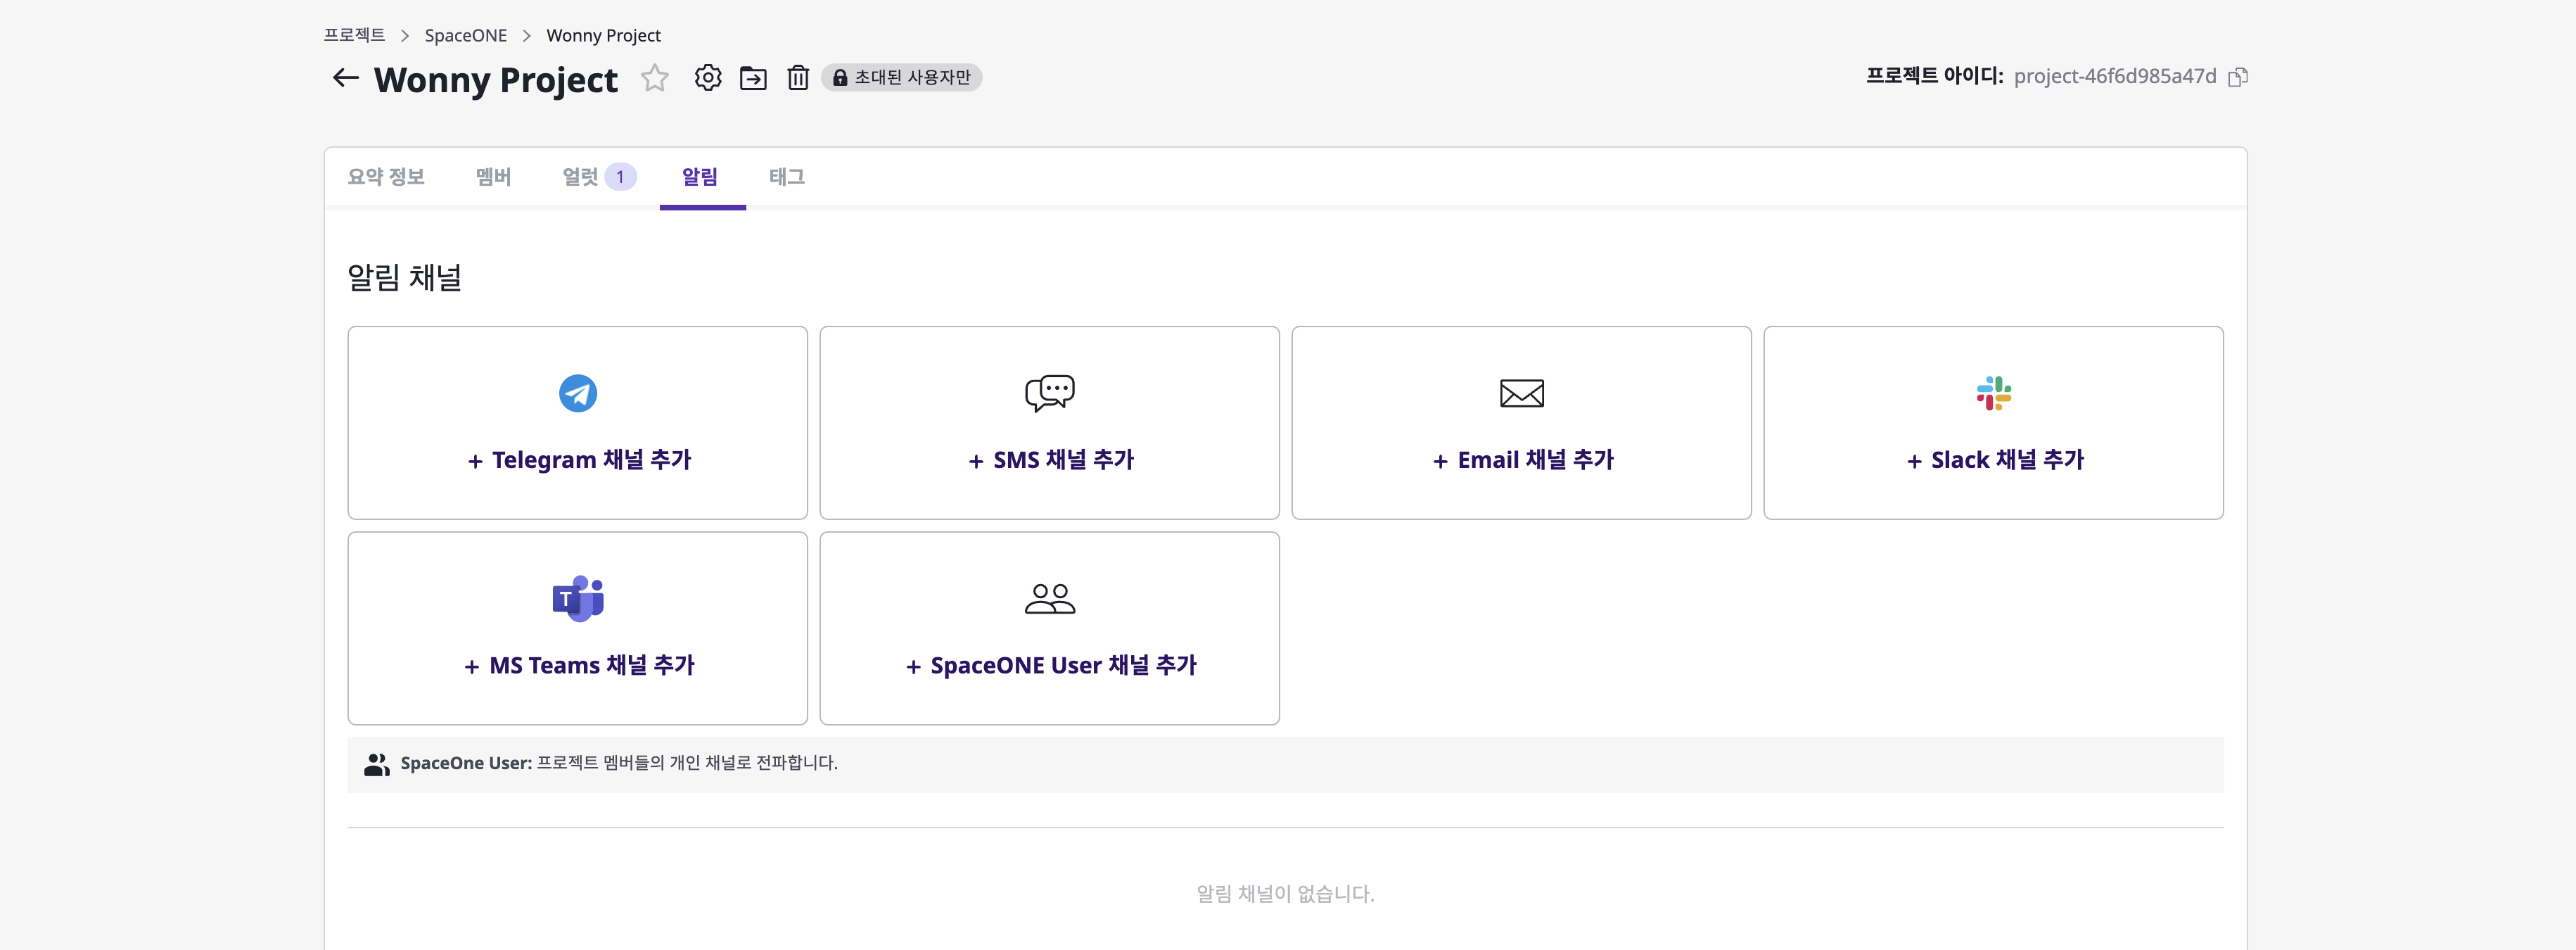 프로젝트 > SpaceONE > Wonny Project
Wonny Project 초대된 사용자만 프로젝트 아이디: project-46f6d985a47d
요약 정보 멤버 얼럿 1 알림 태그
알림 채널
+ Telegram 채널 추가
+ SMS 채널 추가
+ Email 채널 추가
+ Slack 채널 추가
T
+ MS Teams 채널 추가
+ SpaceONE User 채널 추가
SpaceOne User: 프로젝트 멤버들의 개인 채널로 전파합니다.
알림 채널이 없습니다.